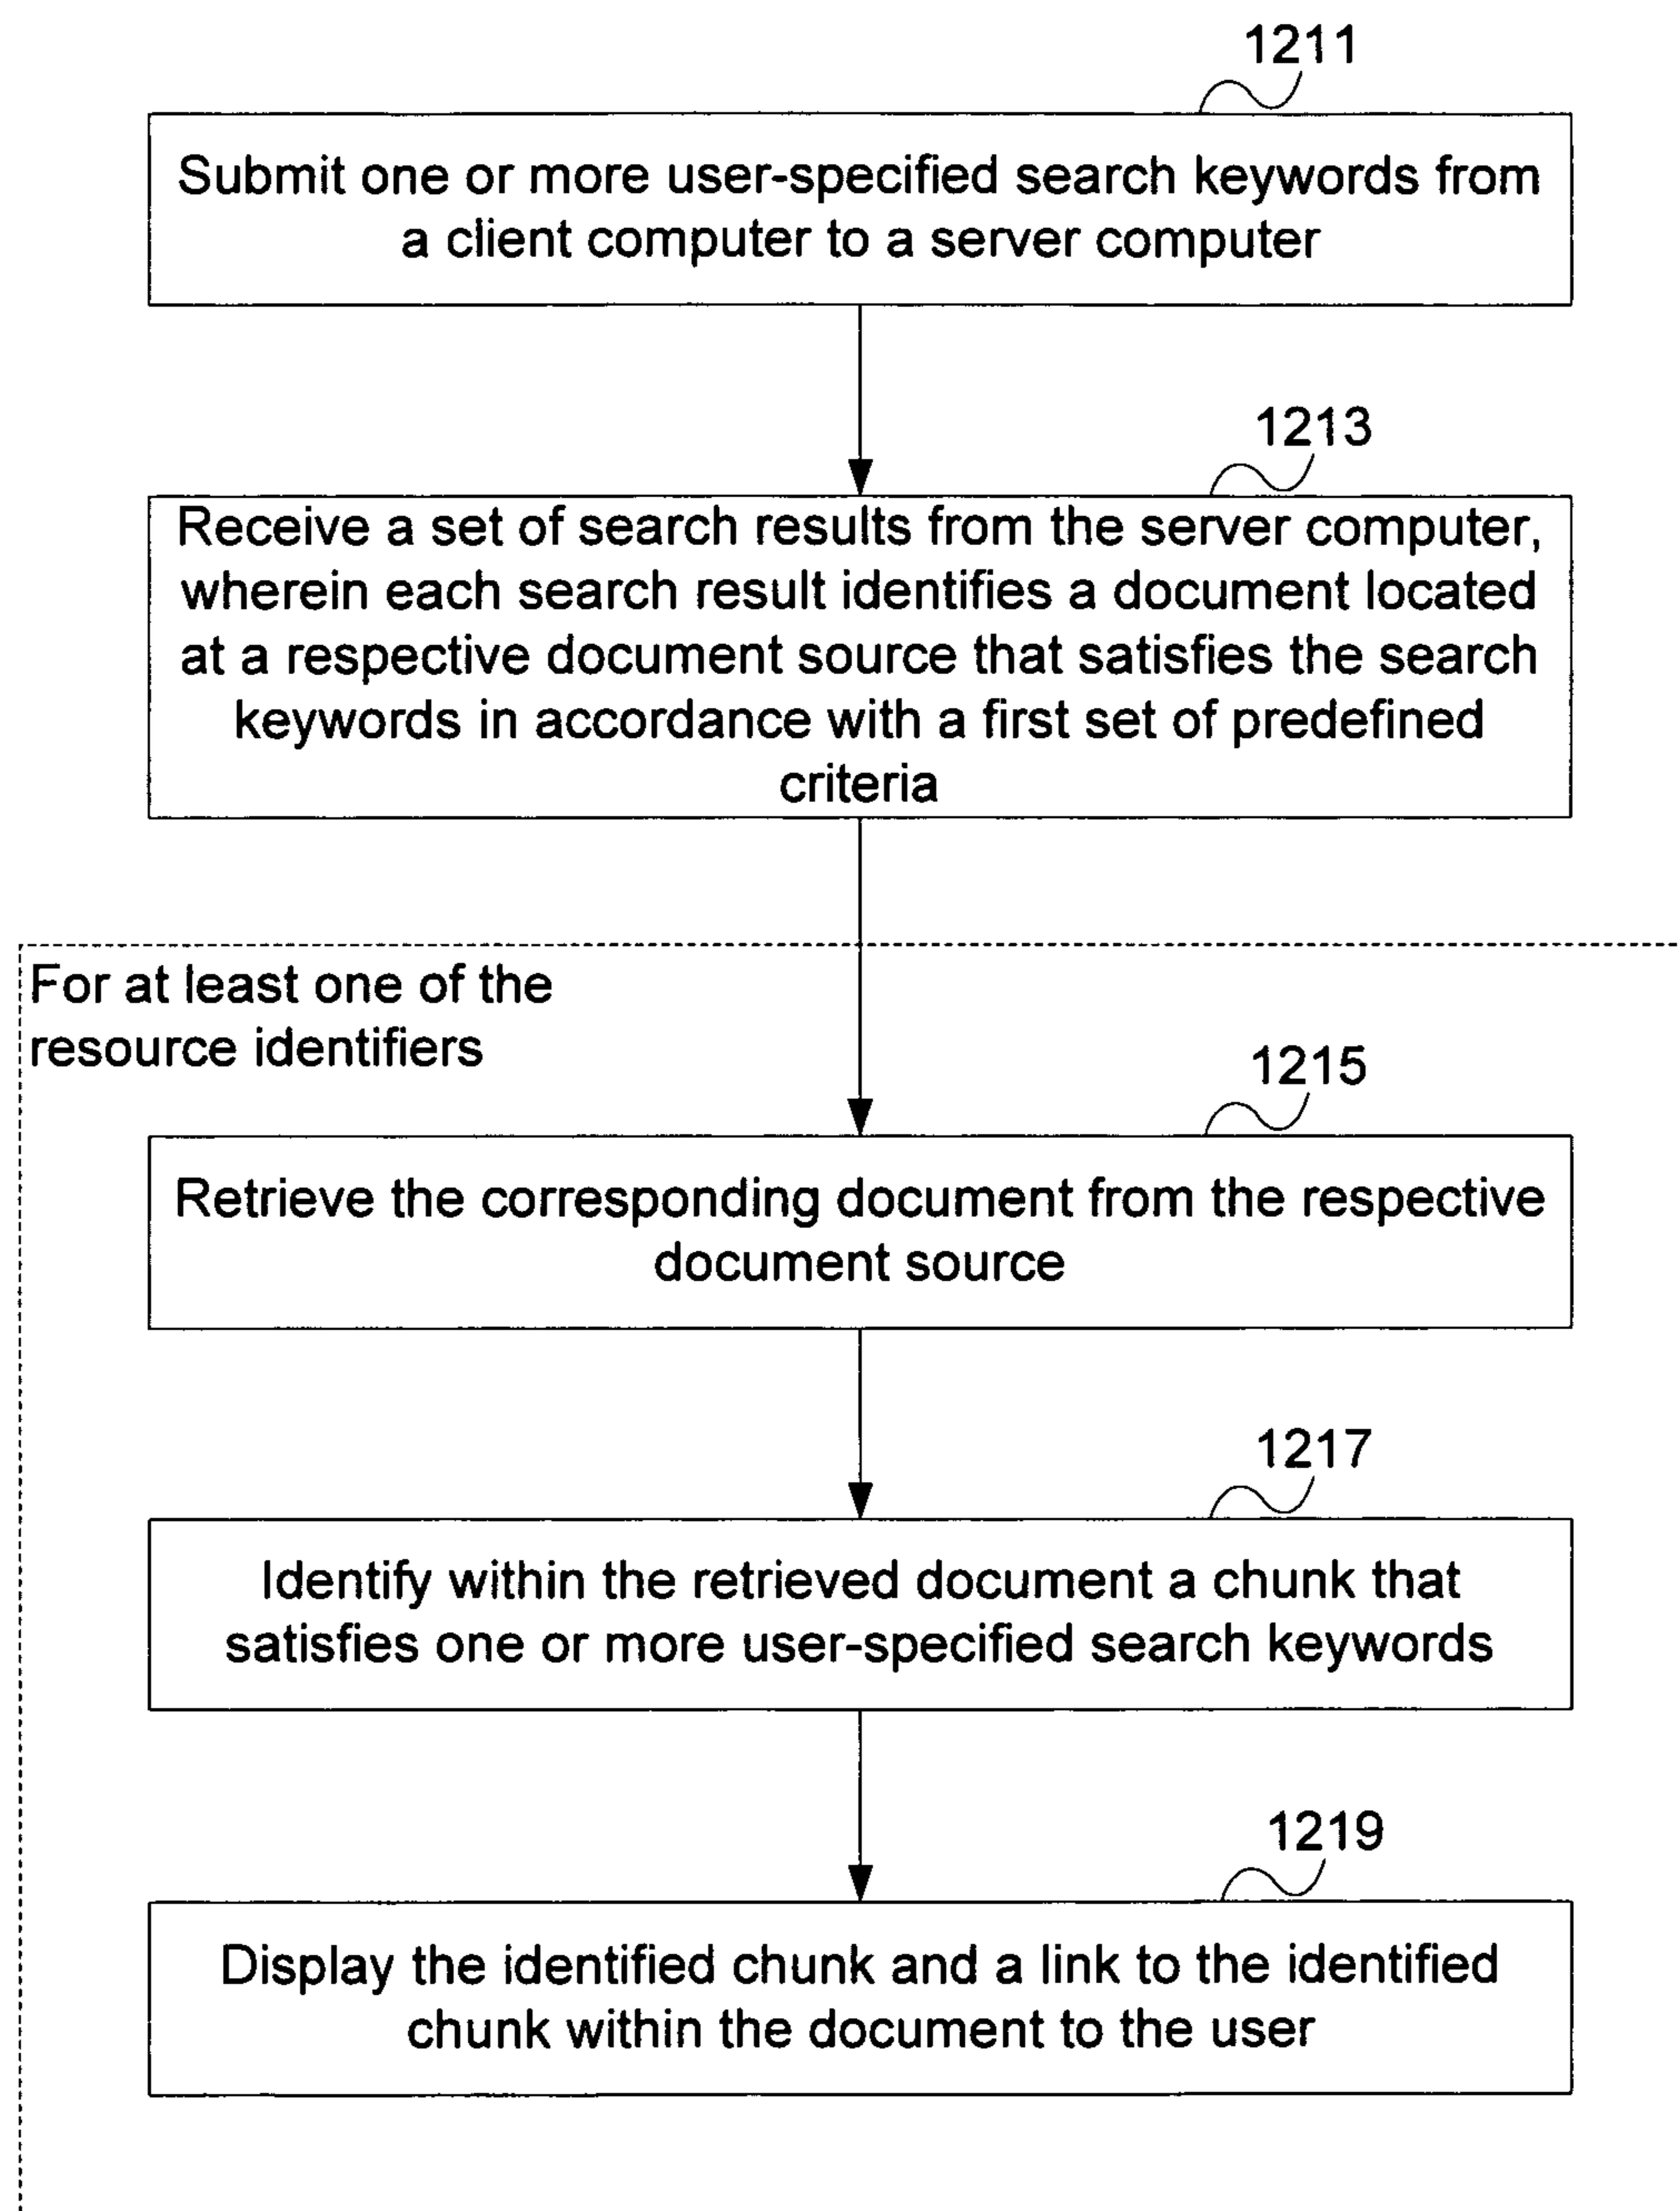 1211
Submit one or more user-specified search keywords from
a client computer to a server computer
1213
Receive a set of search results from the server computer,
wherein each search result identifies a document located
at a respective document source that satisfies the search
keywords in accordance with a first set of predefined
criteria
For at least one of the
resource identifiers
1215
Retrieve the corresponding document from the respective
document source
1217
Identify within the retrieved document a chunk that
satisfies one or more user-specified search keywords
1219
Display the identified chunk and a link to the identified
chunk within the document to the user